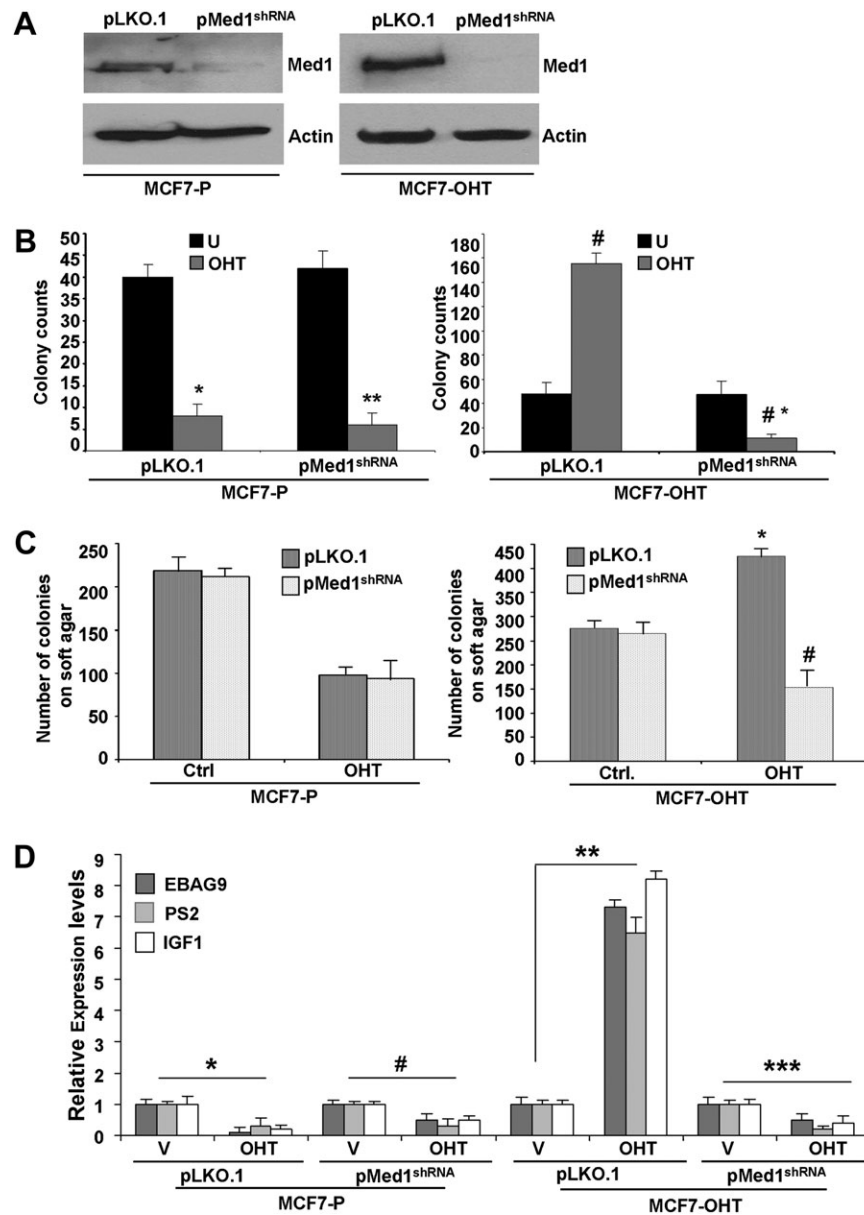 A
pLKO.1 pMed1shRNA pLKO.1 pMed1shRNA
Med1 Med1
Actin Actin
MCF7-P MCF7-OHT
B
Colony counts
50
45
40
35
30
25
20
15
10
5
0
U
OHT
*
**
pLKO.1 pMed1shRNA
MCF7-P
Colony counts
180
160
140
120
100
80
60
40
20
0
U
OHT
#
# *
pLKO.1 pMed1shRNA
MCF7-OHT
C
Number of colonies
on soft agar
250
200
150
100
50
0
pLKO.1
pMed1shRNA
Ctrl OHT
MCF7-P
Number of colonies
on soft agar
450
400
350
300
250
200
150
100
50
0
pLKO.1
pMed1shRNA
*
#
Ctrl. OHT
MCF7-OHT
D
Relative Expression levels
9
8
7
6
5
4
3
2
1
0
EBAG9
PS2
IGF1
*
#
**
***
V OHT V OHT V OHT V OHT
pLKO.1 pMed1shRNA pLKO.1 pMed1shRNA
MCF7-P MCF7-OHT